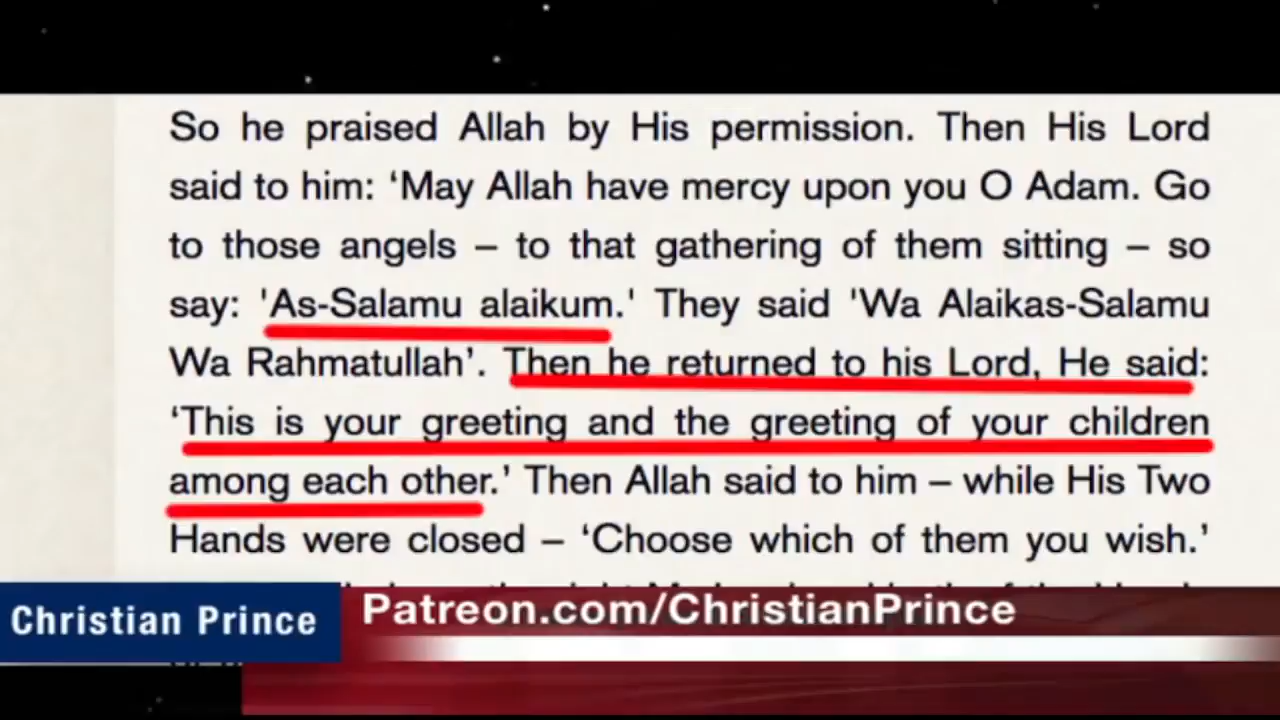 So he praised Allah by His permission. Then His Lord
said to him: ‘May Allah have mercy upon you O Adam. Go
to those angels – to that gathering of them sitting – so
say: 'As-Salamu alaikum.' They said 'Wa Alaikas-Salamu
Wa Rahmatullah’. Then he returned to his Lord, He said:
‘This is your greeting and the greeting of your children
among each other.’ Then Allah said to him – while His Two
Hands were closed – ‘Choose which of them you wish.’
Christian Prince
Patreon.com/ChristianPrince